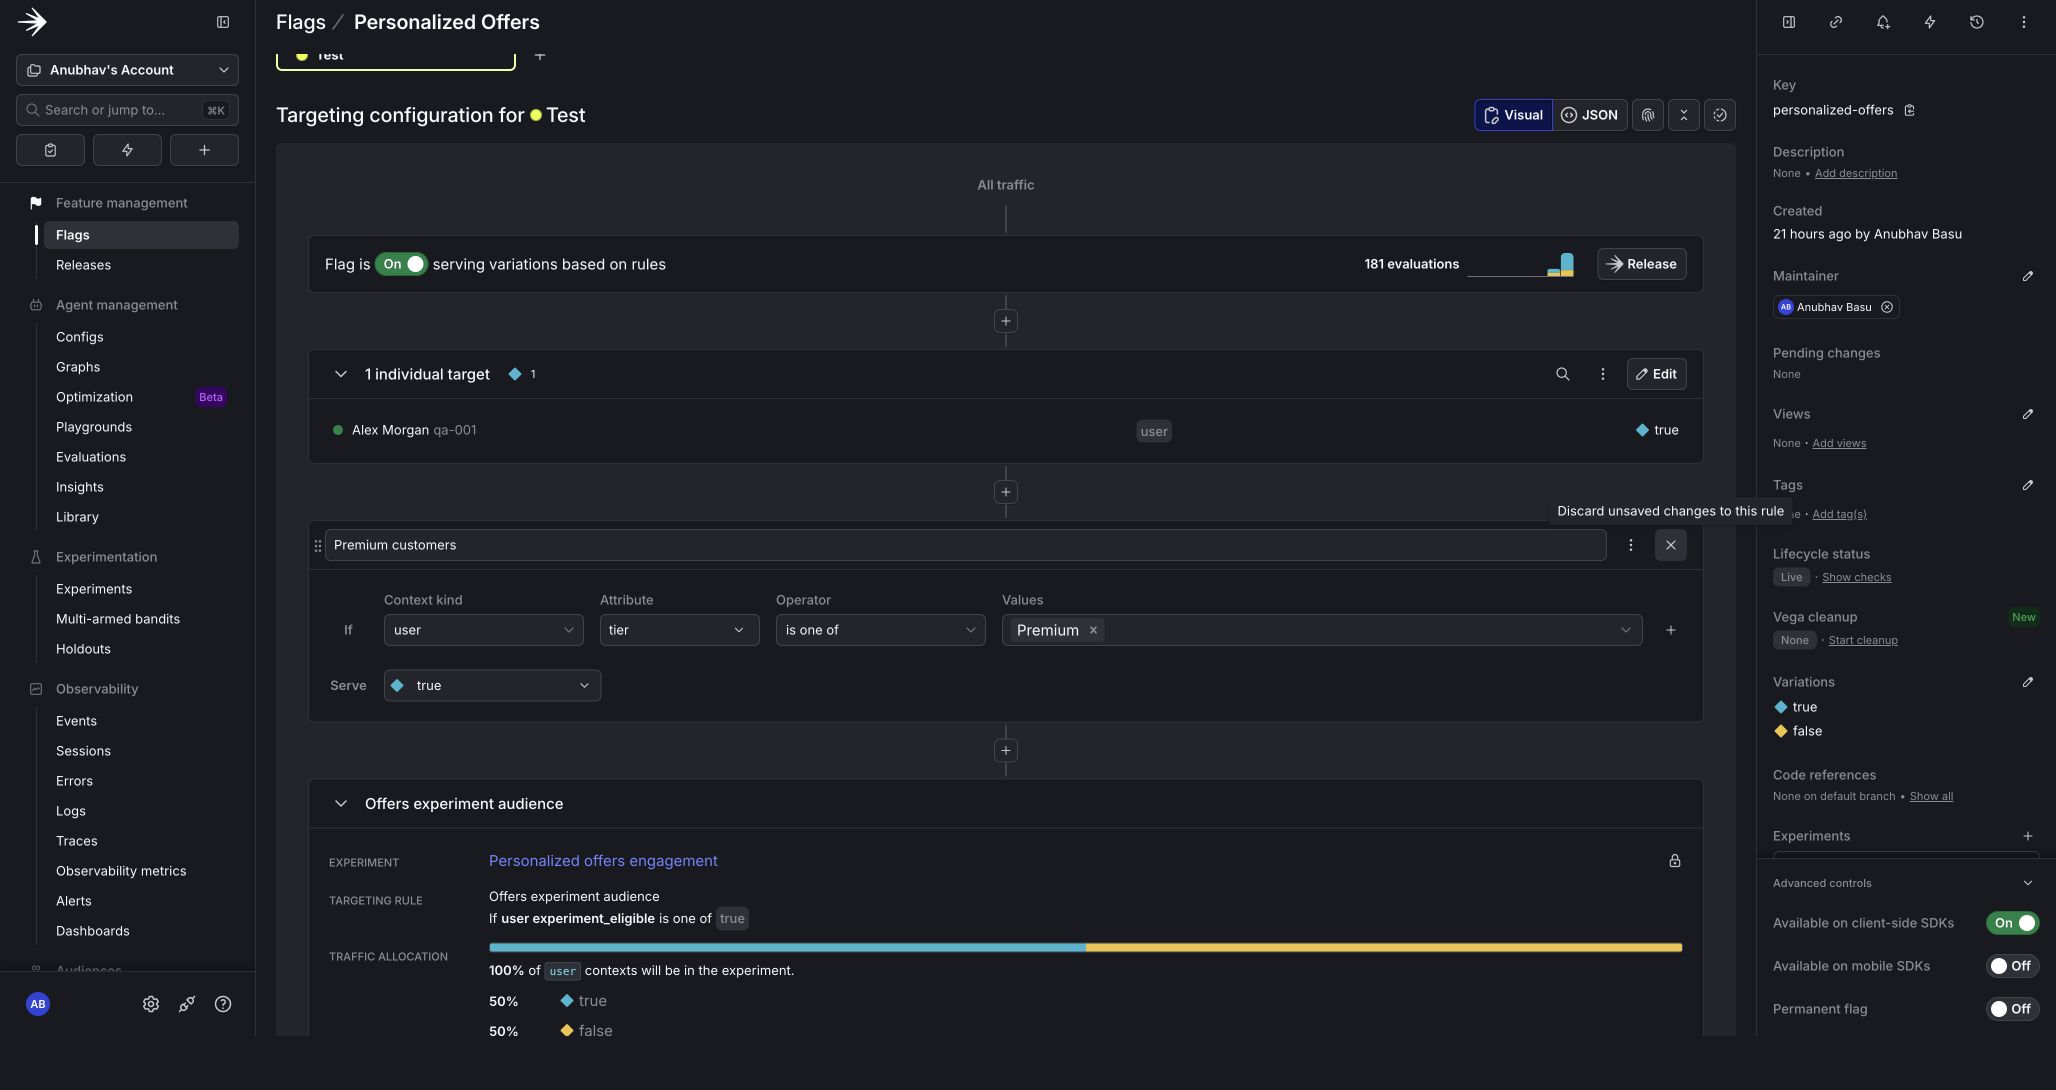 Flags / Personalized Offers
Anubhav's Account
Search or jump to... ⌘K
Feature management
Flags
Releases
Agent management
Configs
Graphs
Optimization Beta
Playgrounds
Evaluations
Insights
Library
Experimentation
Experiments
Multi-armed bandits
Holdouts
Observability
Events
Sessions
Errors
Logs
Traces
Observability metrics
Alerts
Dashboards
Audiences
AB
Test
Targeting configuration for Test
Visual JSON
All traffic
Flag is On serving variations based on rules
181 evaluations
Release
1 individual target 1
Edit
Alex Morgan qa-001 user true
Discard unsaved changes to this rule
Premium customers
Context kind Attribute Operator Values
If user tier is one of Premium
Serve true
Offers experiment audience
EXPERIMENT Personalized offers engagement
TARGETING RULE Offers experiment audience
If user experiment_eligible is one of true
TRAFFIC ALLOCATION
100% of user contexts will be in the experiment.
50% true
50% false
Key
personalized-offers
Description
None • Add description
Created
21 hours ago by Anubhav Basu
Maintainer
AB Anubhav Basu
Pending changes
None
Views
None · Add views
Tags
· Add tag(s)
Lifecycle status
Live · Show checks
Vega cleanup New
None · Start cleanup
Variations
true
false
Code references
None on default branch • Show all
Experiments
Advanced controls
Available on client-side SDKs On
Available on mobile SDKs Off
Permanent flag Off